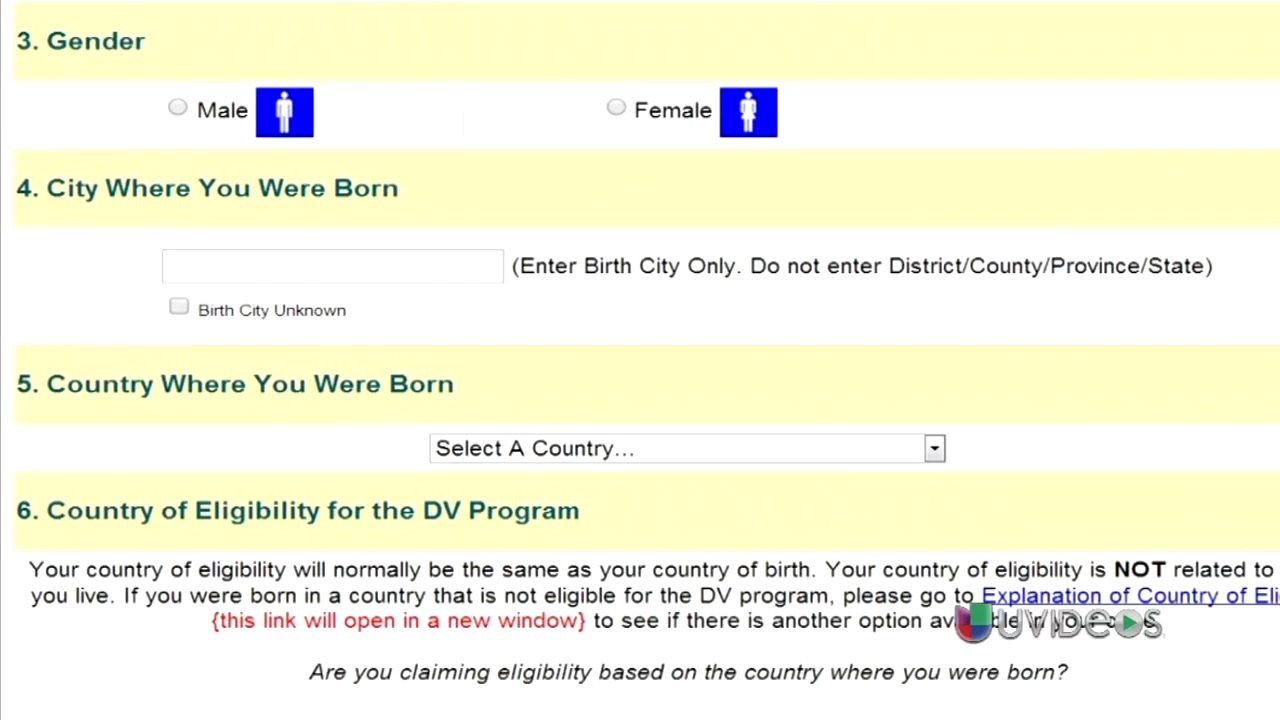 3. Gender
Male
Female
4. City Where You Were Born
(Enter Birth City Only. Do not enter District/County/Province/State)
Birth City Unknown
5. Country Where You Were Born
Select A Country...
6. Country of Eligibility for the DV Program
Your country of eligibility will normally be the same as your country of birth. Your country of eligibility is NOT related to
you live. If you were born in a country that is not eligible for the DV program, please go to Explanation of Country of Eli
{this link will open in a new window} to see if there is another option in your
UVIDEOS
Are you claiming eligibility based on the country where you were born?